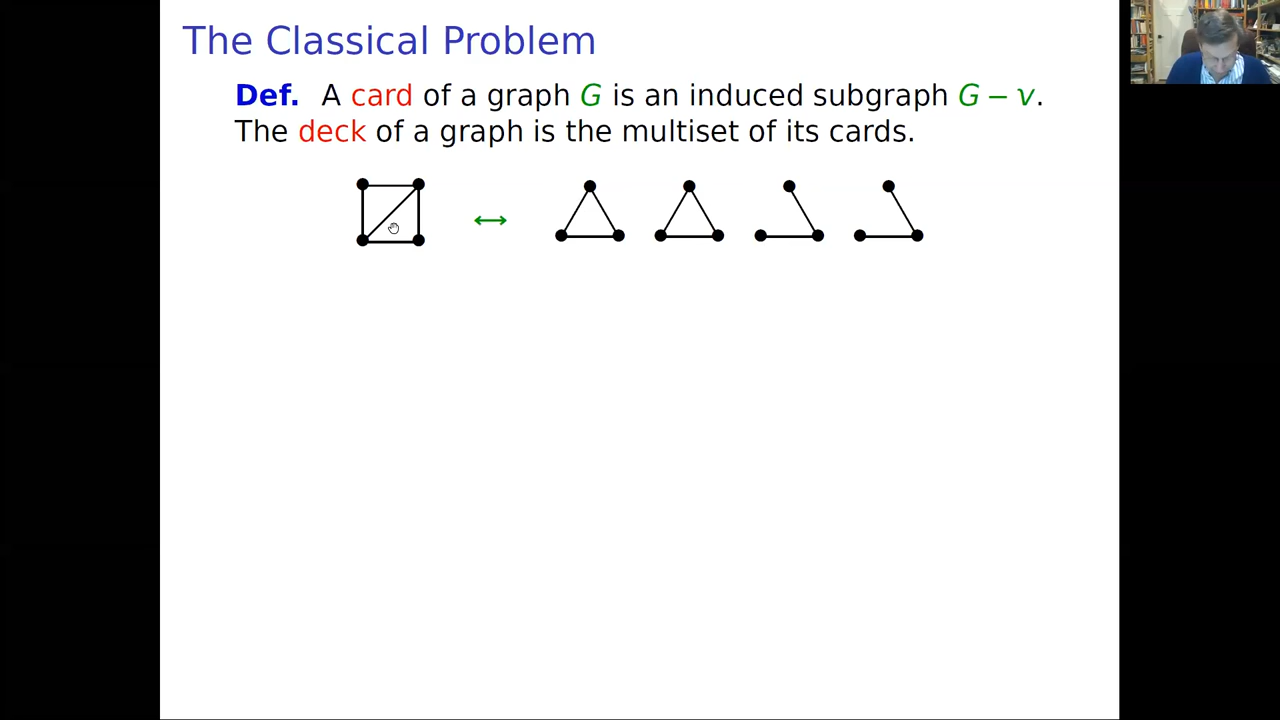 The Classical Problem
Def. A card of a graph G is an induced subgraph G − v.
The deck of a graph is the multiset of its cards.